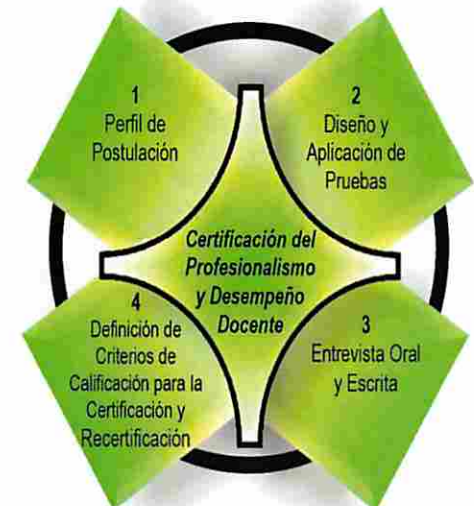 1
Perfil de
Postulación
2
Diseño y
Aplicación de
Pruebas
Certificación del
Profesionalismo
y Desempeño
Docente
3
Entrevista Oral
y Escrita
4
Definición de
Criterios de
Calificación para la
Certificación y
Recertificación